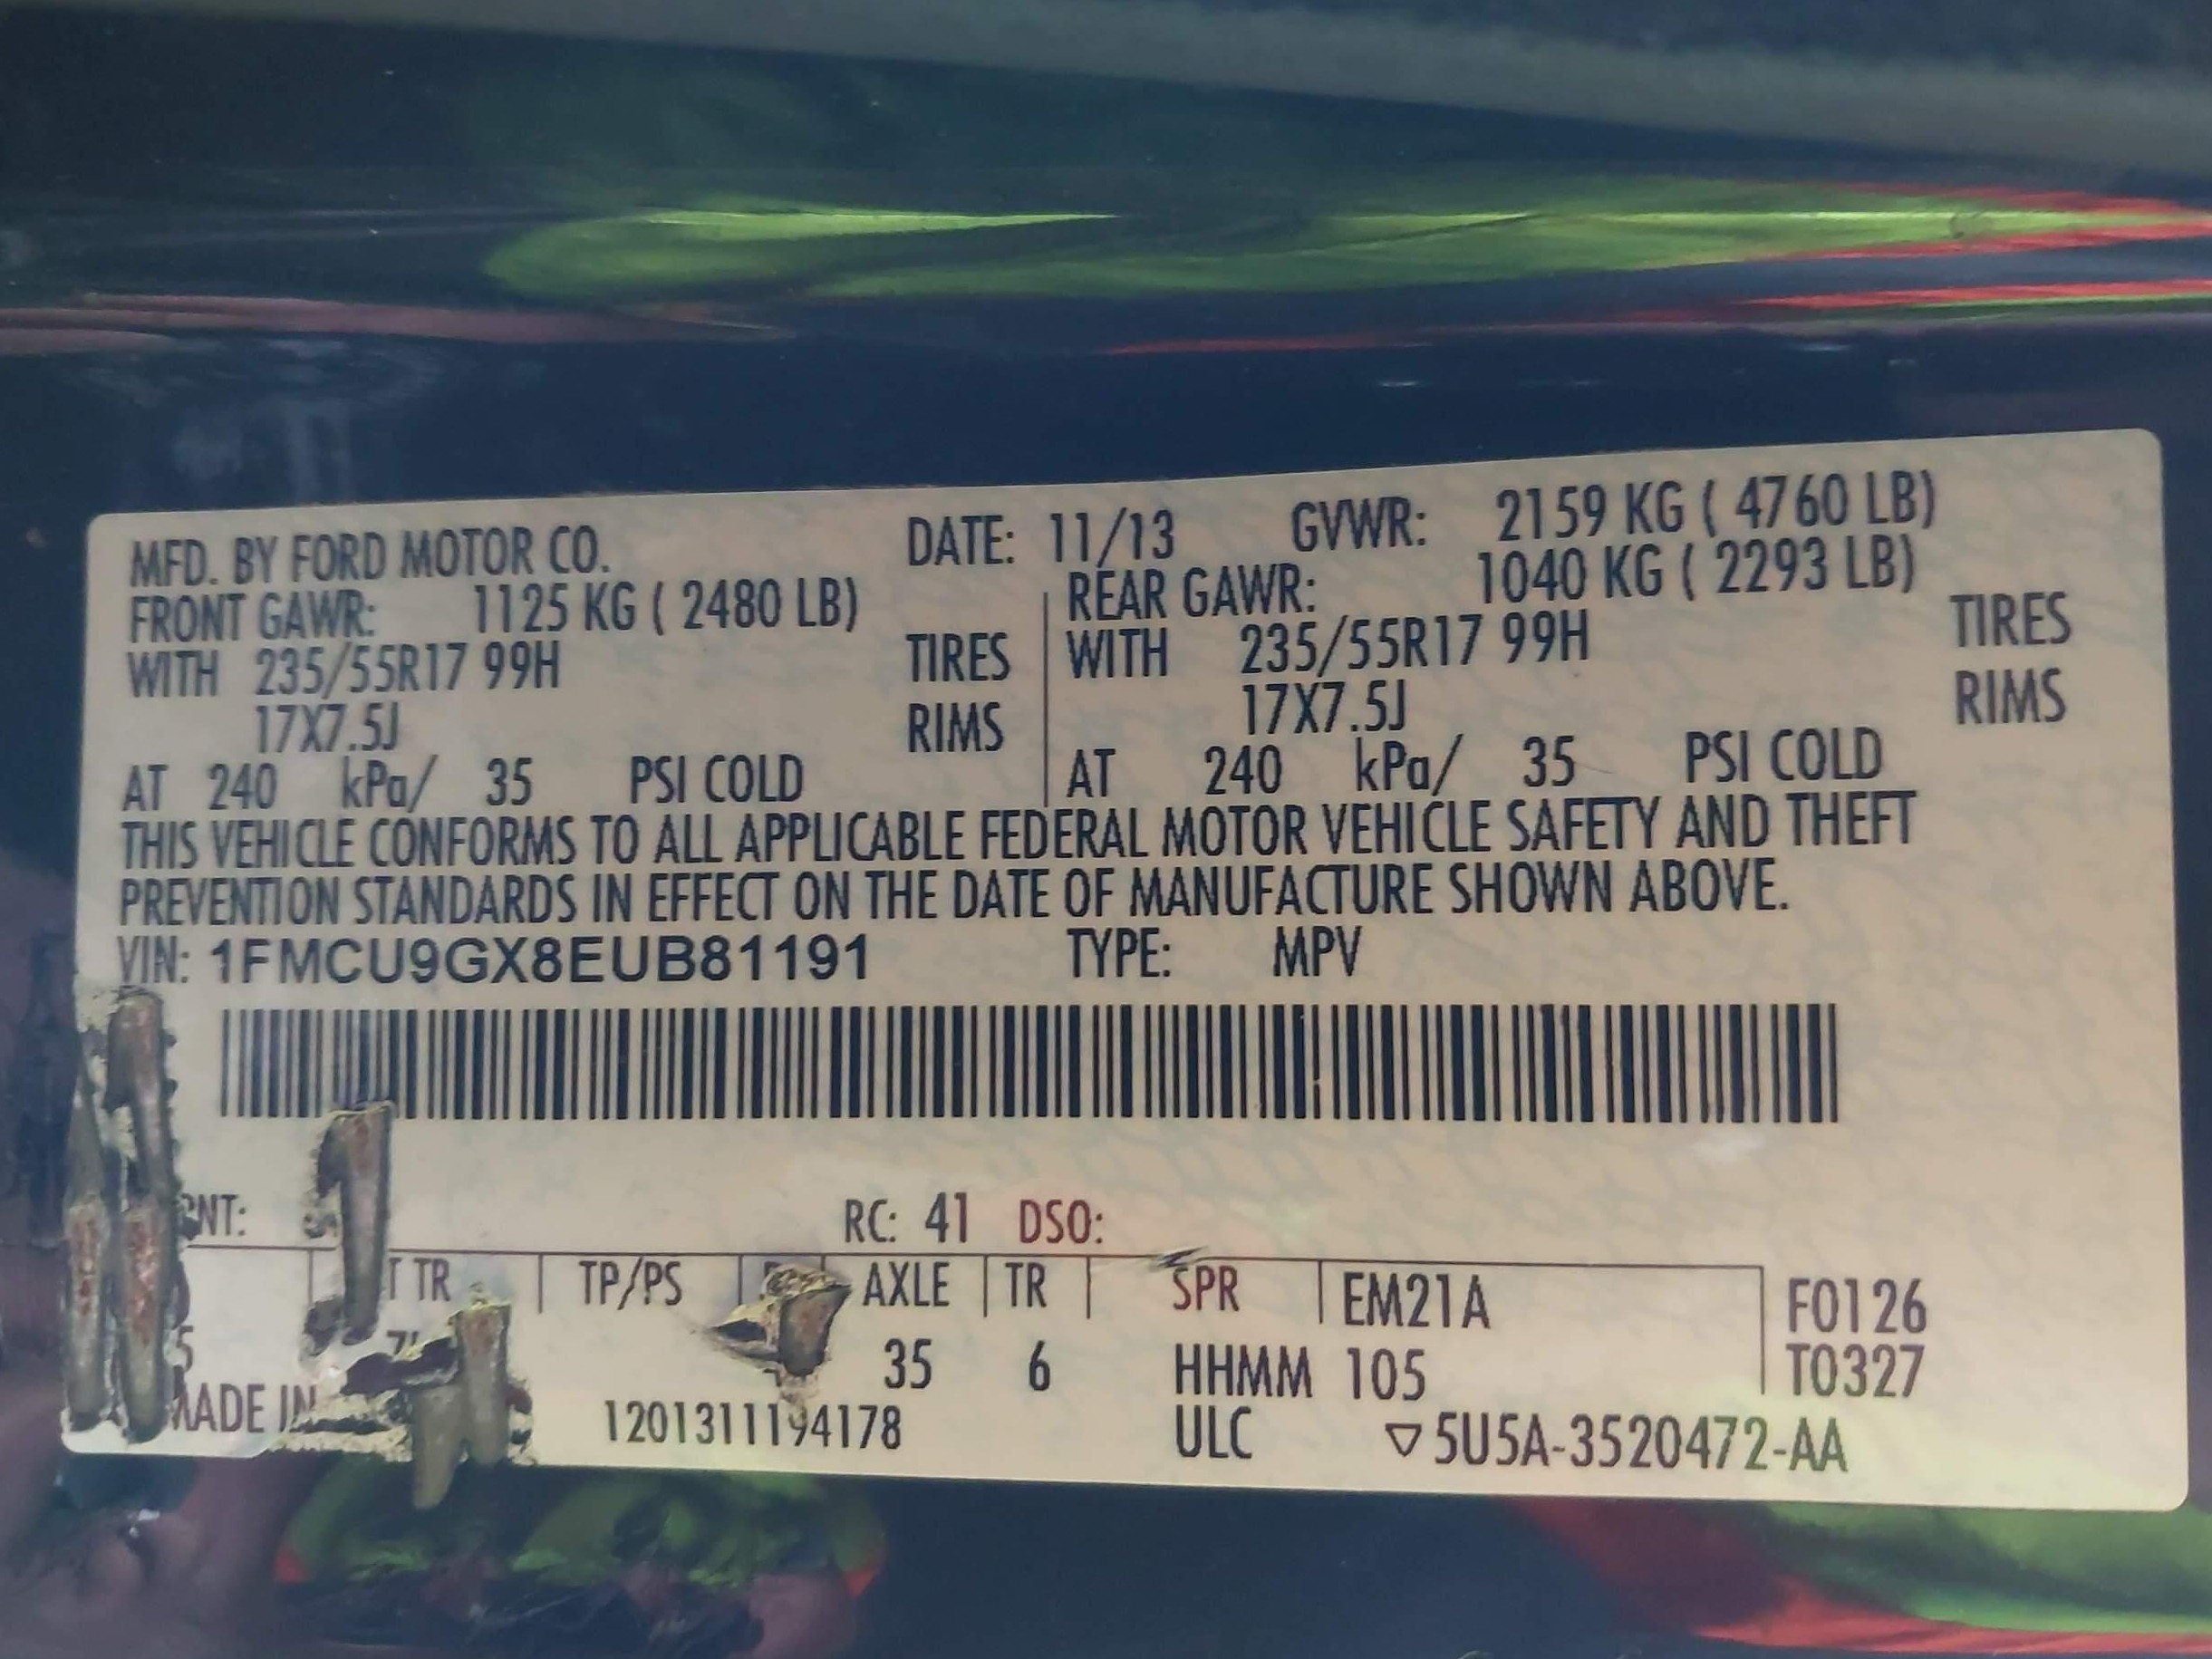 MFD. BY FORD MOTOR CO. DATE: 11/13 GVWR: 2159 KG ( 4760 LB)
FRONT GAWR: 1125 KG ( 2480 LB) REAR GAWR: 1040 KG ( 2293 LB)
WITH 235/55R17 99H TIRES WITH 235/55R17 99H TIRES
17X7.5J RIMS 17X7.5J RIMS
AT 240 kPa/ 35 PSI COLD AT 240 kPa/ 35 PSI COLD
THIS VEHICLE CONFORMS TO ALL APPLICABLE FEDERAL MOTOR VEHICLE SAFETY AND THEFT
PREVENTION STANDARDS IN EFFECT ON THE DATE OF MANUFACTURE SHOWN ABOVE.
VIN: 1FMCU9GX8EUB81191 TYPE: MPV
RC: 41 DSO:
TR TP/PS AXLE TR SPR EM21A F0126
35 6 HHMM 105 T0327
MADE IN 1201311194178 ULC ▽5U5A-3520472-AA